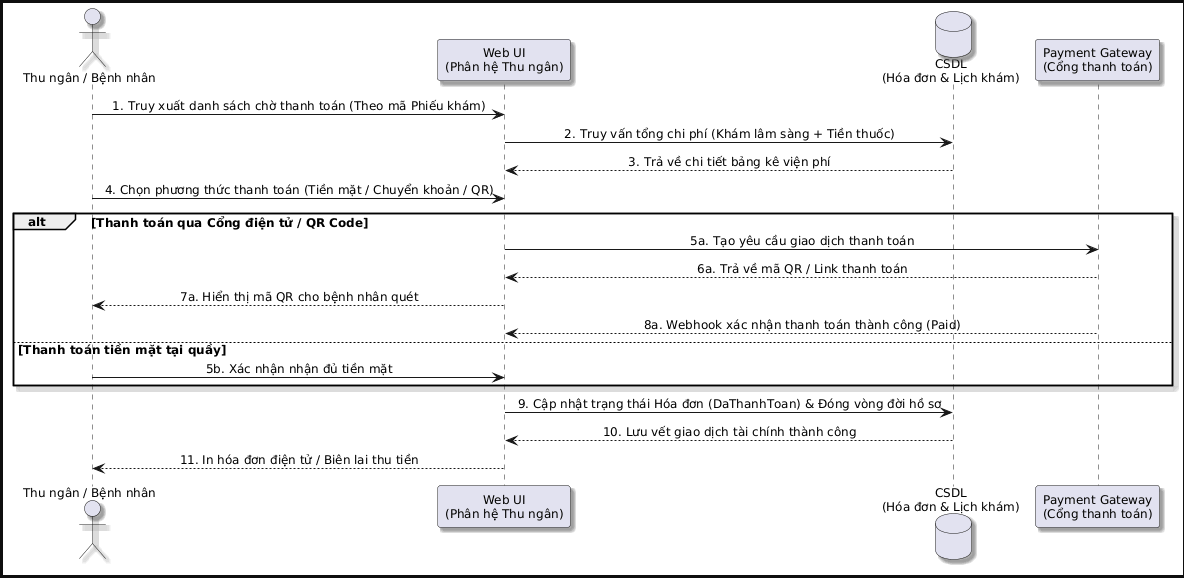 Thu ngân / Bệnh nhân
Web UI
(Phân hệ Thu ngân)
CSDL
(Hóa đơn & Lịch khám)
Payment Gateway
(Cổng thanh toán)
1. Truy xuất danh sách chờ thanh toán (Theo mã Phiếu khám)
2. Truy vấn tổng chi phí (Khám lâm sàng + Tiền thuốc)
3. Trả về chi tiết bảng kê viện phí
4. Chọn phương thức thanh toán (Tiền mặt / Chuyển khoản / QR)
alt
[Thanh toán qua Cổng điện tử / QR Code]
5a. Tạo yêu cầu giao dịch thanh toán
6a. Trả về mã QR / Link thanh toán
7a. Hiển thị mã QR cho bệnh nhân quét
8a. Webhook xác nhận thanh toán thành công (Paid)
[Thanh toán tiền mặt tại quầy]
5b. Xác nhận nhận đủ tiền mặt
9. Cập nhật trạng thái Hóa đơn (DaThanhToan) & Đóng vòng đời hồ sơ
10. Lưu vết giao dịch tài chính thành công
11. In hóa đơn điện tử / Biên lai thu tiền
Thu ngân / Bệnh nhân
Web UI
(Phân hệ Thu ngân)
CSDL
(Hóa đơn & Lịch khám)
Payment Gateway
(Cổng thanh toán)